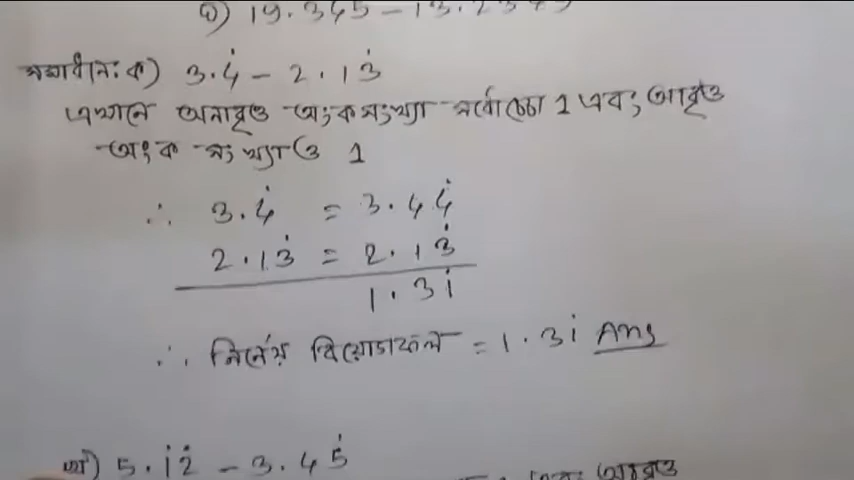 সমাধান: ক) 3.4̇ - 2.13̇
এখানে অনাবৃত্ত অংক সংখ্যা সর্বোচ্চ 1 এবং আবৃত্ত
অংক সংখ্যাও 1
∴ 3.4̇ = 3.44̇
2.13̇ = 2.13̇
1.31̇
∴ নির্ণেয় বিয়োগফল = 1.31̇ Ans
5.1̇2̇ - 3.45̇